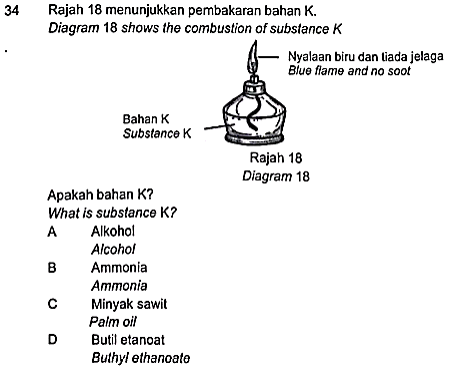 34 Rajah 18 menunjukkan pembakaran bahan K.
Diagram 18 shows the combustion of substance K
Nyalaan biru dan tiada jelaga
Blue flame and no soot
Bahan K
Substance K
Rajah 18
Diagram 18
Apakah bahan K?
What is substance K?
A Alkohol
Alcohol
B Ammonia
Ammonia
C Minyak sawit
Palm oil
D Butil etanoat
Buthyl ethanoate